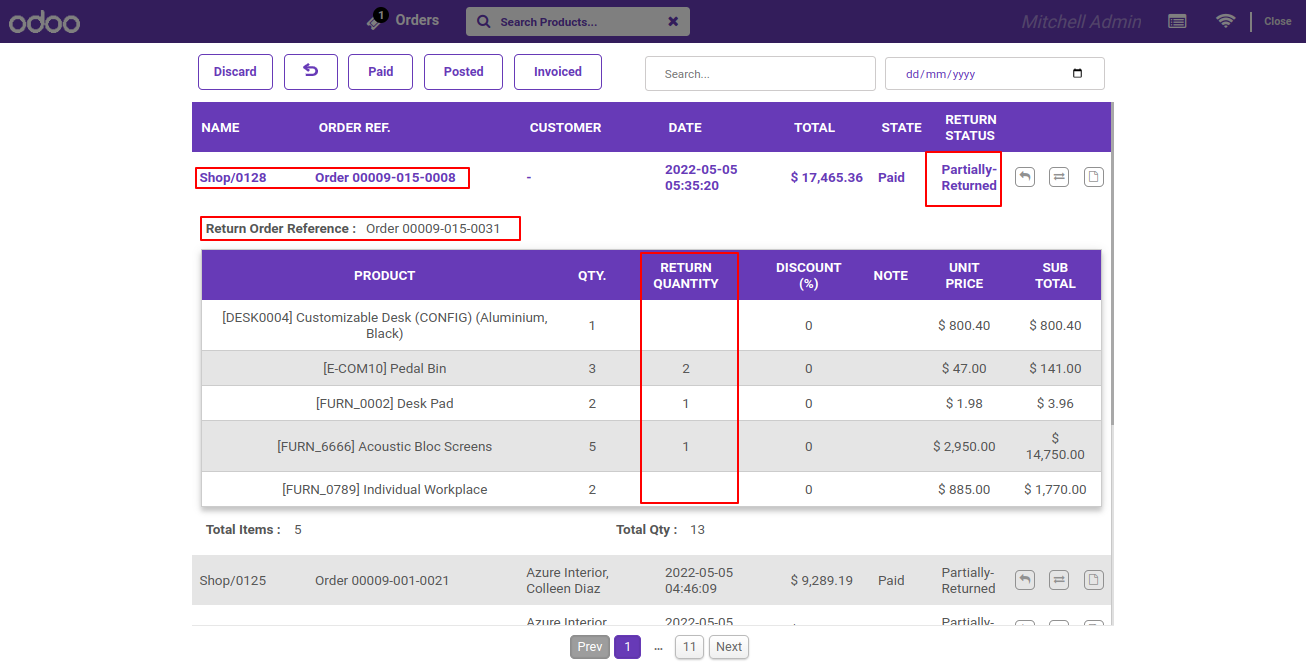 odoo
1
Orders
Search Products...
Mitchell Admin
Close
Discard
Paid
Posted
Invoiced
Search...
dd/mm/yyyy
NAME
ORDER REF.
CUSTOMER
DATE
TOTAL
STATE
RETURN
STATUS
Shop/0128
Order 00009-015-0008
-
2022-05-05
05:35:20
$ 17,465.36
Paid
Partially-
Returned
Return Order Reference : Order 00009-015-0031
PRODUCT
QTY.
RETURN
QUANTITY
DISCOUNT
(%)
NOTE
UNIT
PRICE
SUB
TOTAL
[DESK0004] Customizable Desk (CONFIG) (Aluminium,
Black)
1
0
$ 800.40
$ 800.40
[E-COM10] Pedal Bin
3
2
0
$ 47.00
$ 141.00
[FURN_0002] Desk Pad
2
1
0
$ 1.98
$ 3.96
[FURN_6666] Acoustic Bloc Screens
5
1
0
$ 2,950.00
$
14,750.00
[FURN_0789] Individual Workplace
2
0
$ 885.00
$ 1,770.00
Total Items : 5
Total Qty : 13
Shop/0125
Order 00009-001-0021
Azure Interior,
Colleen Diaz
2022-05-05
04:46:09
$ 9,289.19
Paid
Partially-
Returned
Azure Interior
2022-05-05
Partially-
Prev
1
...
11
Next